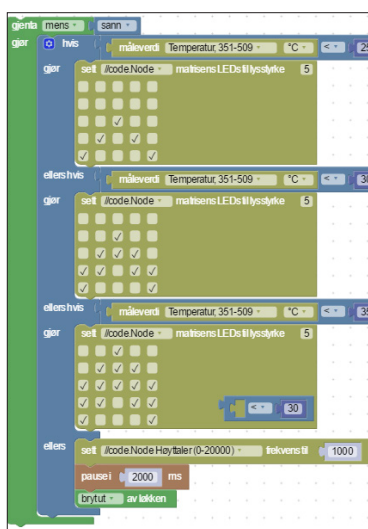 gjenta mens sann
gjør hvis måleverdi Temperatur, 351-509 °C <
gjør sett //code.Node matrisens LEDs til lysstyrke 5
ellers hvis måleverdi Temperatur, 351-509 °C < 30
gjør sett //code.Node matrisens LEDs til lysstyrke 5
ellers hvis måleverdi Temperatur, 351-509 °C <
gjør sett //code.Node matrisens LEDs til lysstyrke 5
< 30
ellers sett //code.Node Høyttaler (0-20000) frekvens til 1000
pause i 2000 ms
bryt ut av løkken